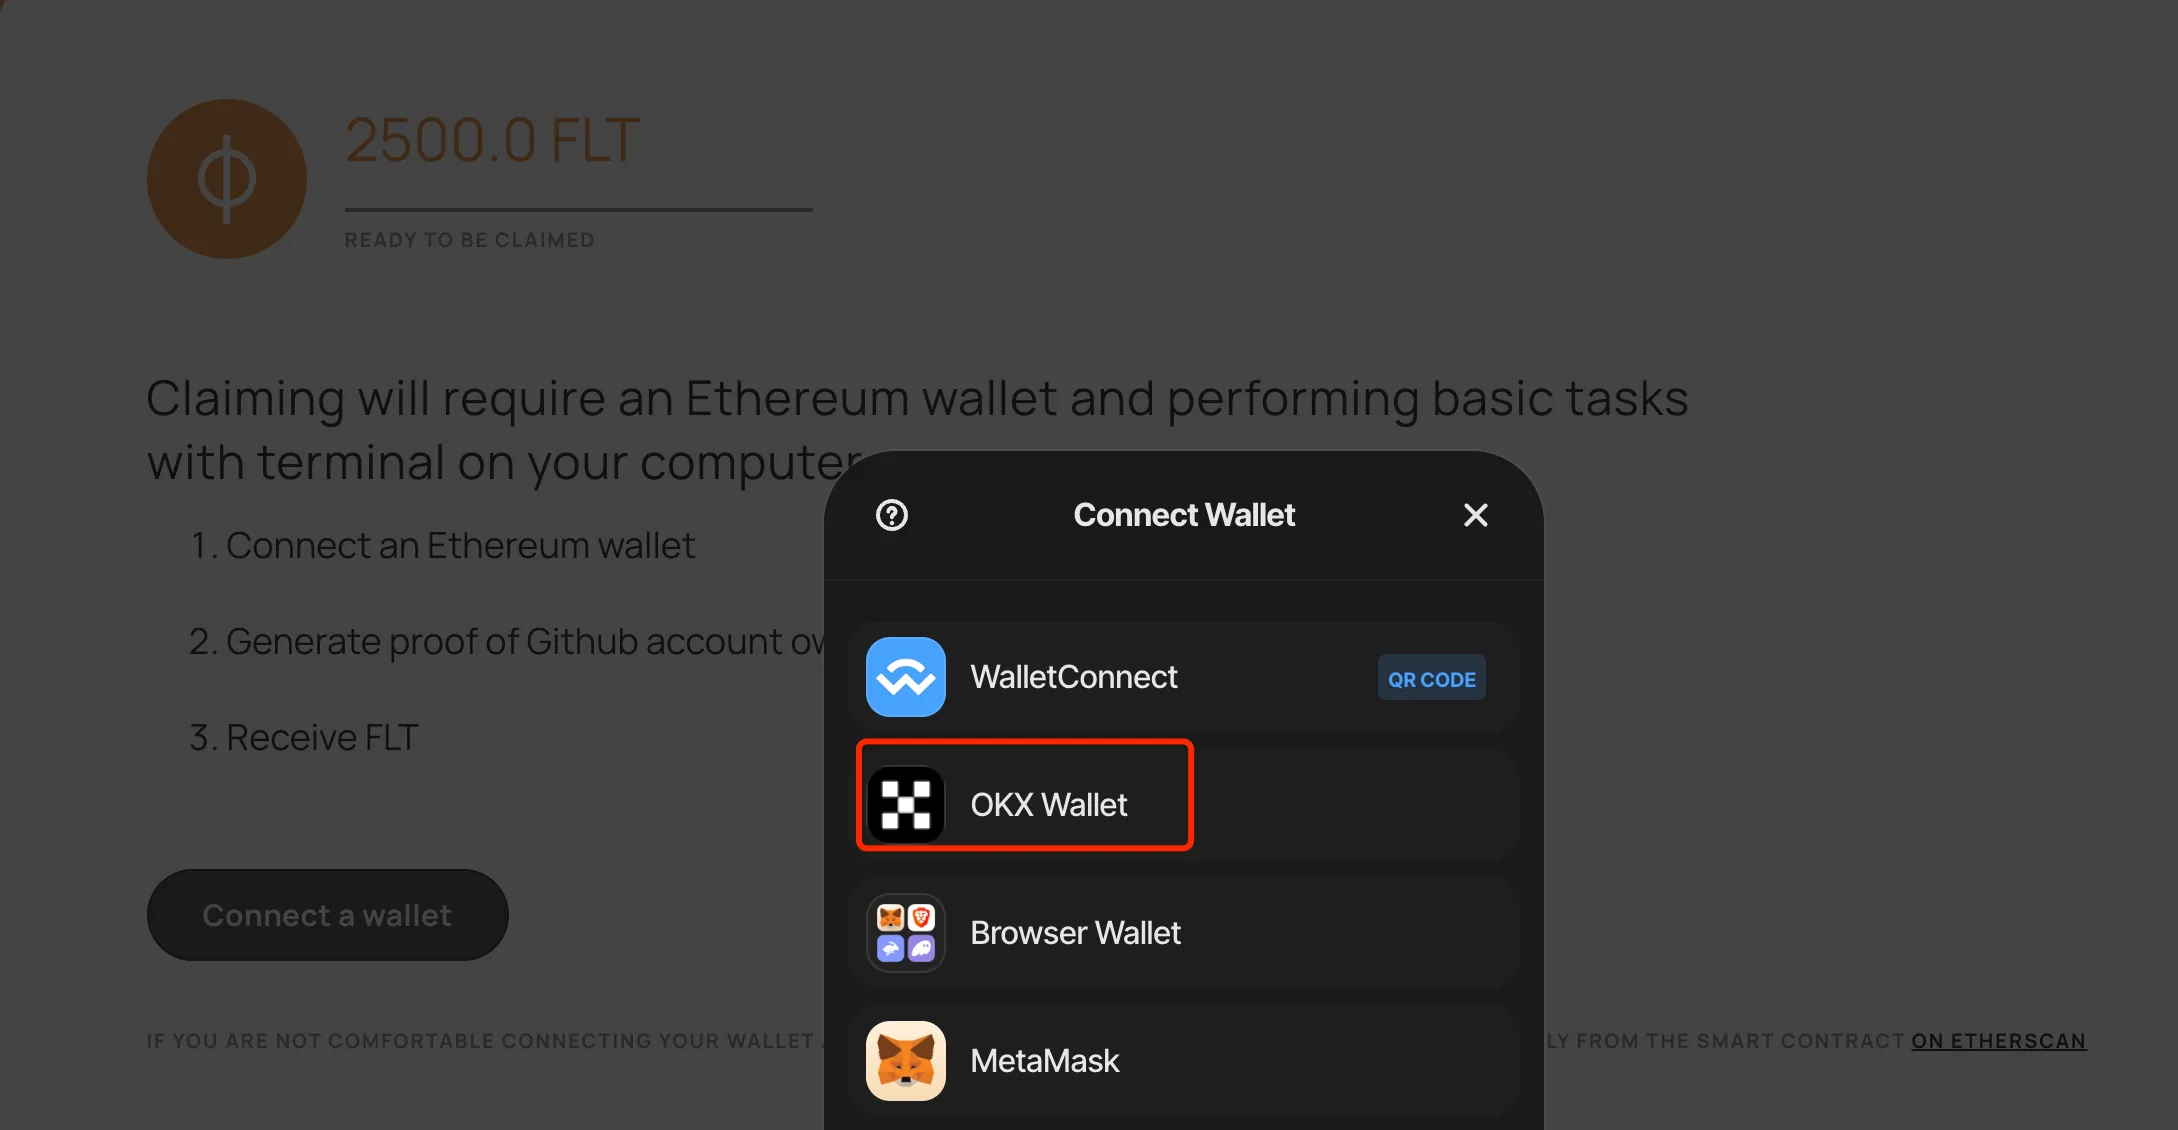 2500.0 FLT
READY TO BE CLAIMED
Claiming will require an Ethereum wallet and performing basic tasks
with terminal on your computer
1. Connect an Ethereum wallet
2. Generate proof of Github account
3. Receive FLT
Connect a wallet
IF YOU ARE NOT COMFORTABLE CONNECTING YOUR WALLET
FROM THE SMART CONTRACT ON ETHERSCAN
Connect Wallet
WalletConnect
QR CODE
OKX Wallet
Browser Wallet
MetaMask